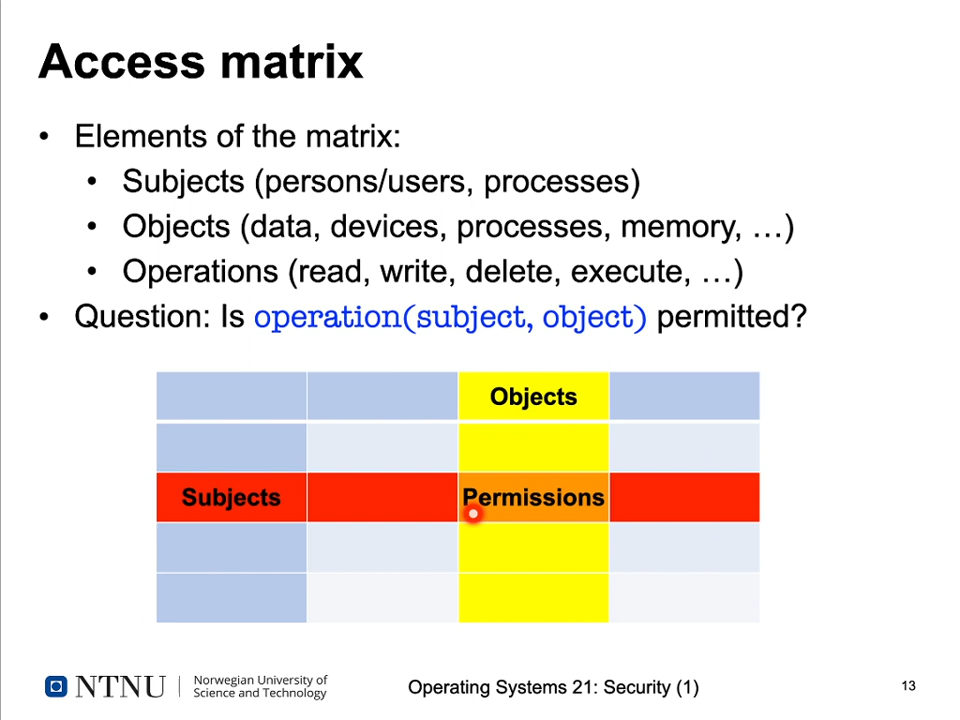 Access matrix
• Elements of the matrix:
• Subjects (persons/users, processes)
• Objects (data, devices, processes, memory, …)
• Operations (read, write, delete, execute, …)
• Question: Is operation(subject, object) permitted?
Objects
Subjects Permissions
NTNU Norwegian University of
Science and Technology
Operating Systems 21: Security (1)
13